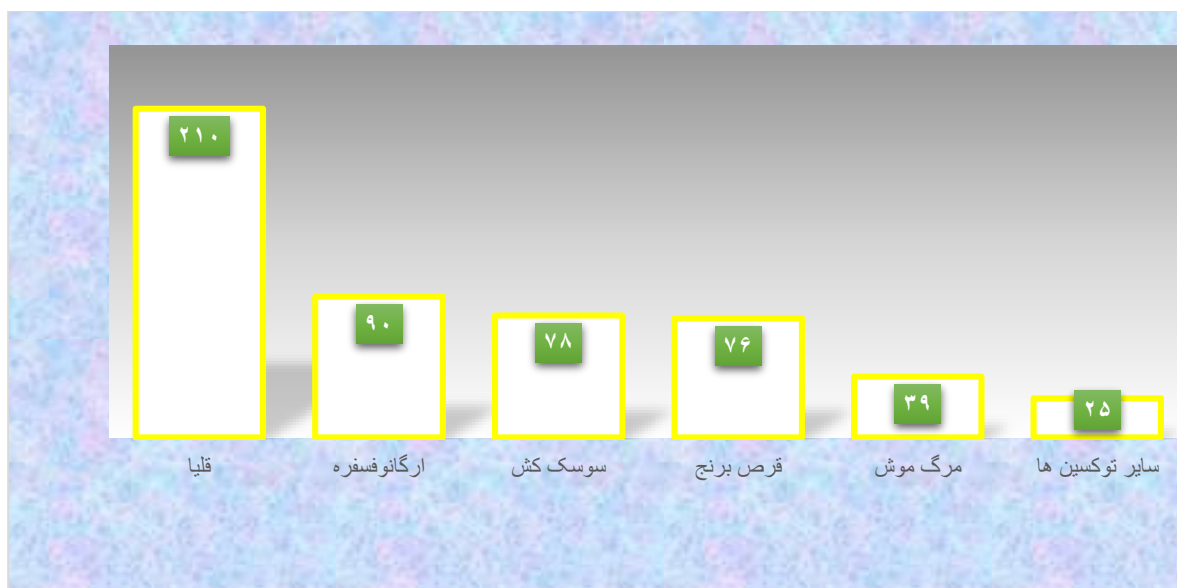 ۲۱۰
۹۰
۷۸
۷۶
۳۹
۲۵
قلیا
ارگانوفسفره
سوسک کش
قرص برنج
مرگ موش
سایر توکسین ها